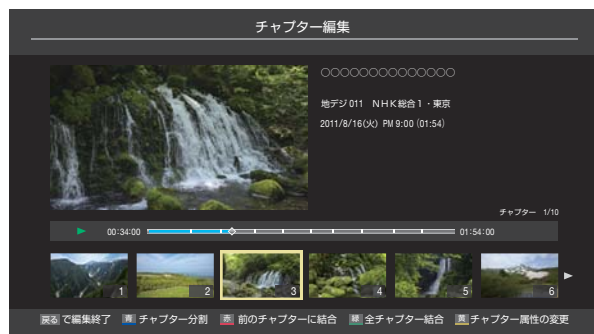 チャプター編集
○○○○○○○○○○○○○○
地デジ 011 NHK総合1・東京
2011/8/16(火) PM 9:00 (01:54)
チャプター 1/10
00:34:00 01:54:00
1 2 3 4 5 6
戻る で編集終了 青 チャプター分割 赤 前のチャプターに結合 緑 全チャプター結合 黄 チャプター属性の変更